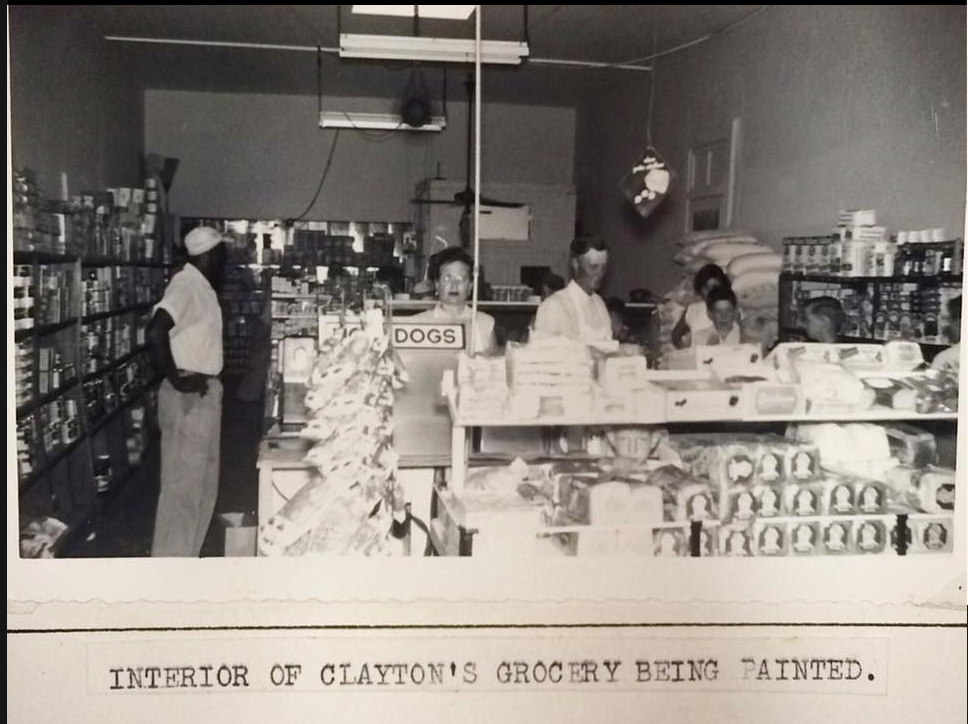 DOGS
INTERIOR OF CLAYTON'S GROCERY BEING PAINTED.